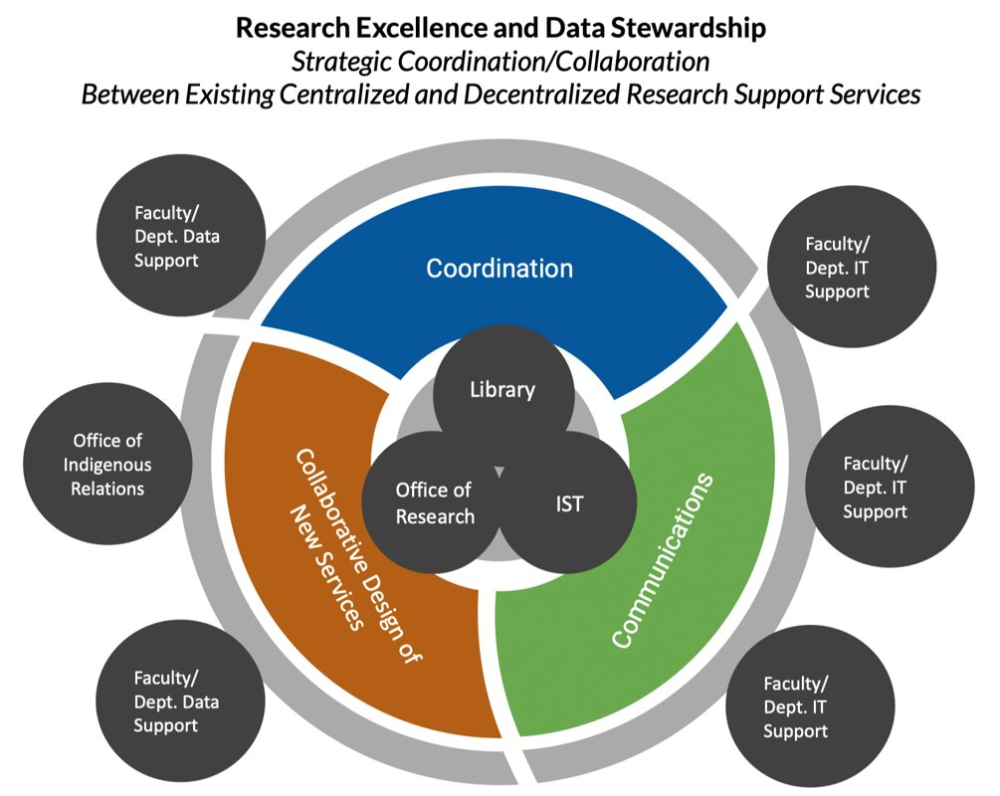 Research Excellence and Data Stewardship
Strategic Coordination/Collaboration
Between Existing Centralized and Decentralized Research Support Services
Faculty/
Dept. Data
Support
Coordination
Faculty/
Dept. IT
Support
Library
Office of
Indigenous
Relations
Office of
Research
IST
Faculty/
Dept. IT
Support
Collaborative Design of
New Services
Communications
Faculty/
Dept. Data
Support
Faculty/
Dept. IT
Support